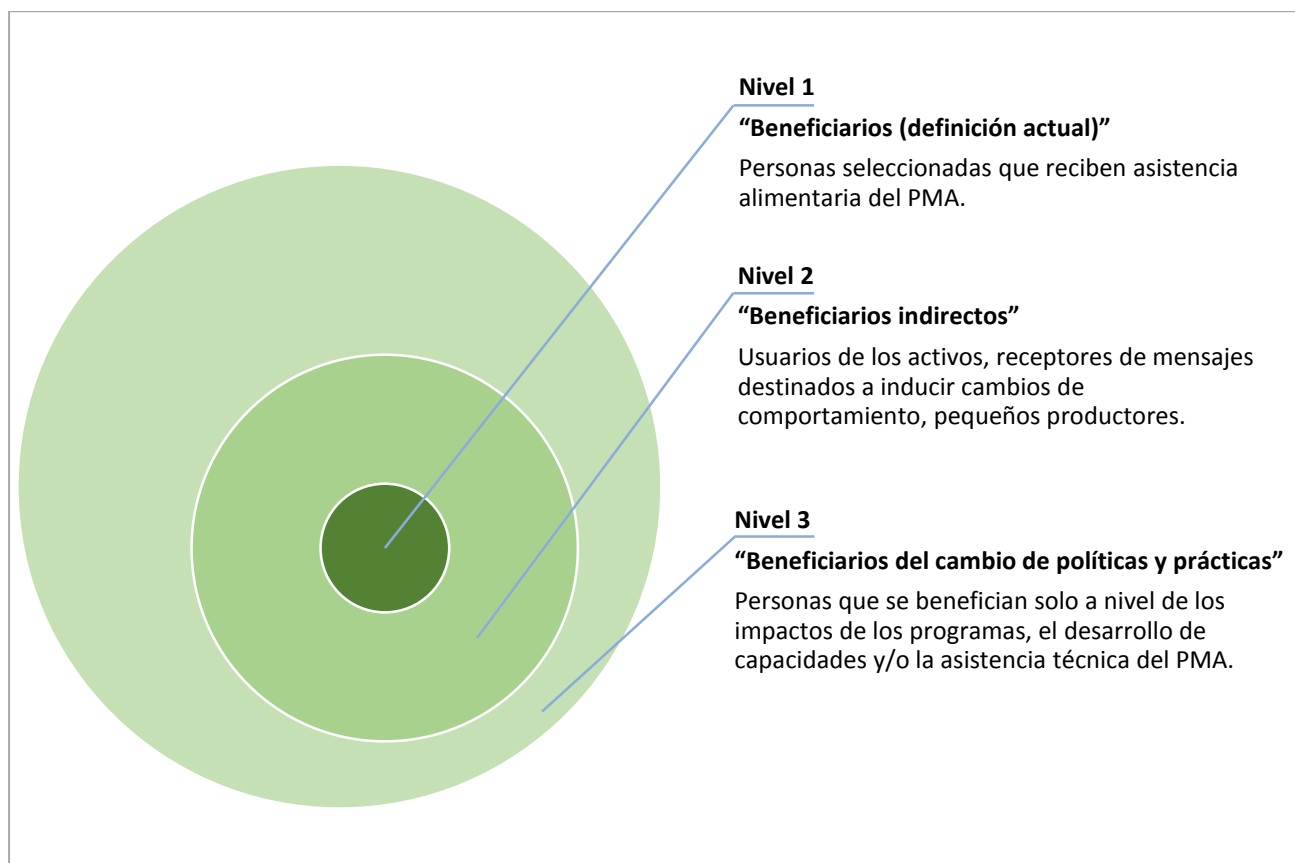 Nivel 1
“Beneficiarios (definición actual)”
Personas seleccionadas que reciben asistencia
alimentaria del PMA.
Nivel 2
“Beneficiarios indirectos”
Usuarios de los activos, receptores de mensajes
destinados a inducir cambios de
comportamiento, pequeños productores.
Nivel 3
“Beneficiarios del cambio de políticas y prácticas”
Personas que se benefician solo a nivel de los
impactos de los programas, el desarrollo de
capacidades y/o la asistencia técnica del PMA.